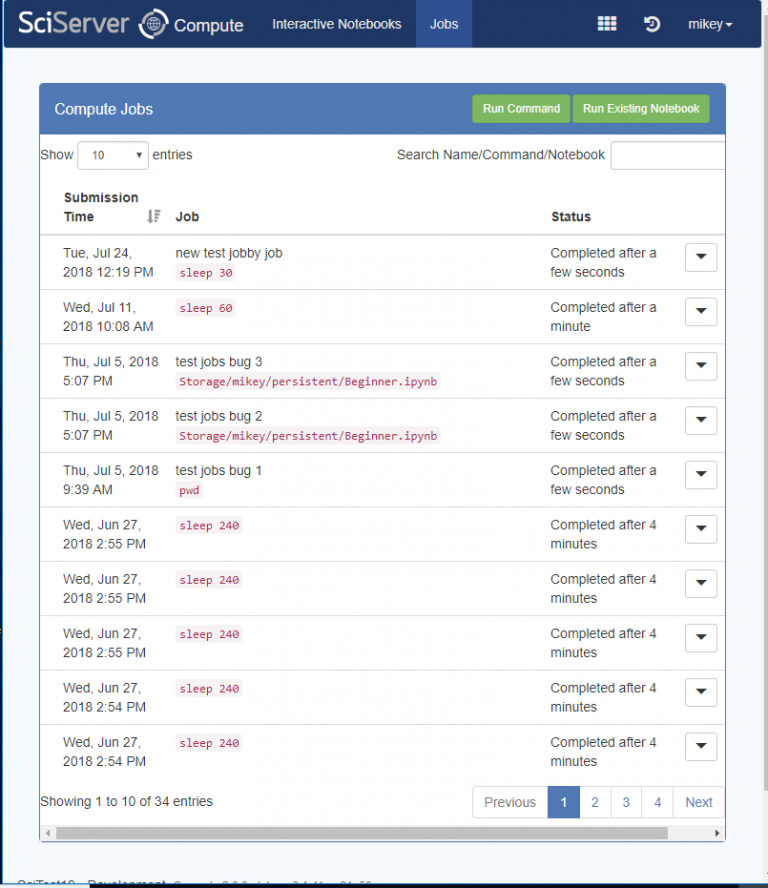 SciServer Compute Interactive Notebooks Jobs mikey
Compute Jobs Run Command Run Existing Notebook
Show 10 entries Search Name/Command/Notebook
Submission
Time Job Status
Tue, Jul 24, new test jobby job Completed after a
2018 12:19 PM sleep 30 few seconds
Wed, Jul 11, sleep 60 Completed after a
2018 10:08 AM minute
Thu, Jul 5, 2018 test jobs bug 3 Completed after a
5:07 PM Storage/mikey/persistent/Beginner.ipynb few seconds
Thu, Jul 5, 2018 test jobs bug 2 Completed after a
5:07 PM Storage/mikey/persistent/Beginner.ipynb few seconds
Thu, Jul 5, 2018 test jobs bug 1 Completed after a
9:39 AM pwd few seconds
Wed, Jun 27, sleep 240 Completed after 4
2018 2:55 PM minutes
Wed, Jun 27, sleep 240 Completed after 4
2018 2:55 PM minutes
Wed, Jun 27, sleep 240 Completed after 4
2018 2:55 PM minutes
Wed, Jun 27, sleep 240 Completed after 4
2018 2:54 PM minutes
Wed, Jun 27, sleep 240 Completed after 4
2018 2:54 PM minutes
Showing 1 to 10 of 34 entries Previous 1 2 3 4 Next